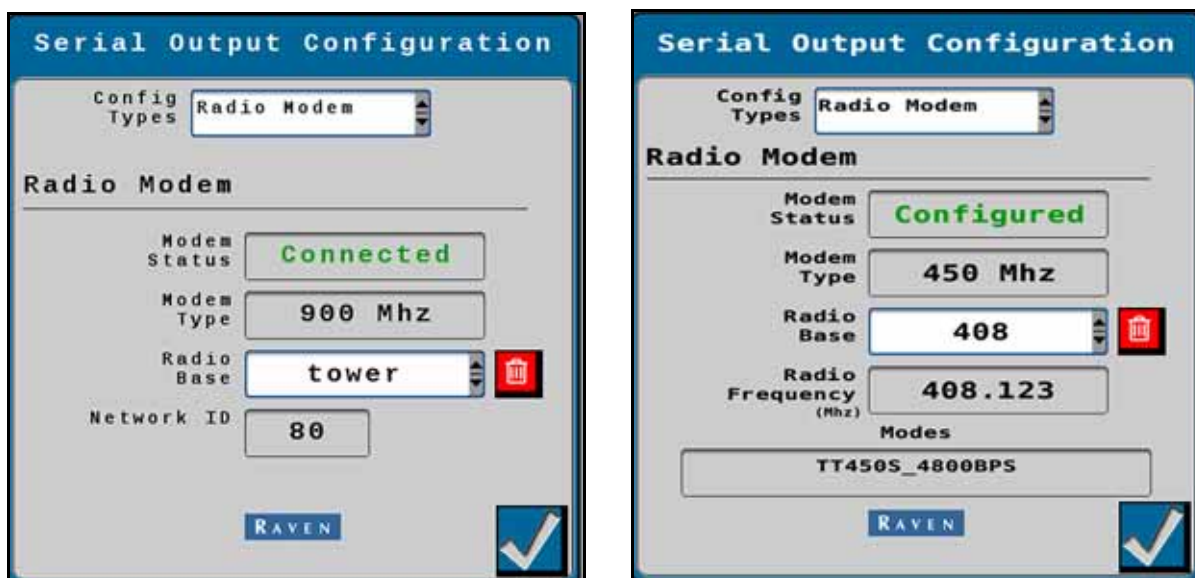 Serial Output Configuration
Config Types
Radio Modem
Radio Modem
Modem Status
Connected
Modem Type
900 Mhz
Radio Base
tower
Network ID
80
RAVEN
Serial Output Configuration
Config Types
Radio Modem
Radio Modem
Modem Status
Configured
Modem Type
450 Mhz
Radio Base
408
Radio Frequency (Mhz)
408.123
Modes
TT450S_4800BPS
RAVEN